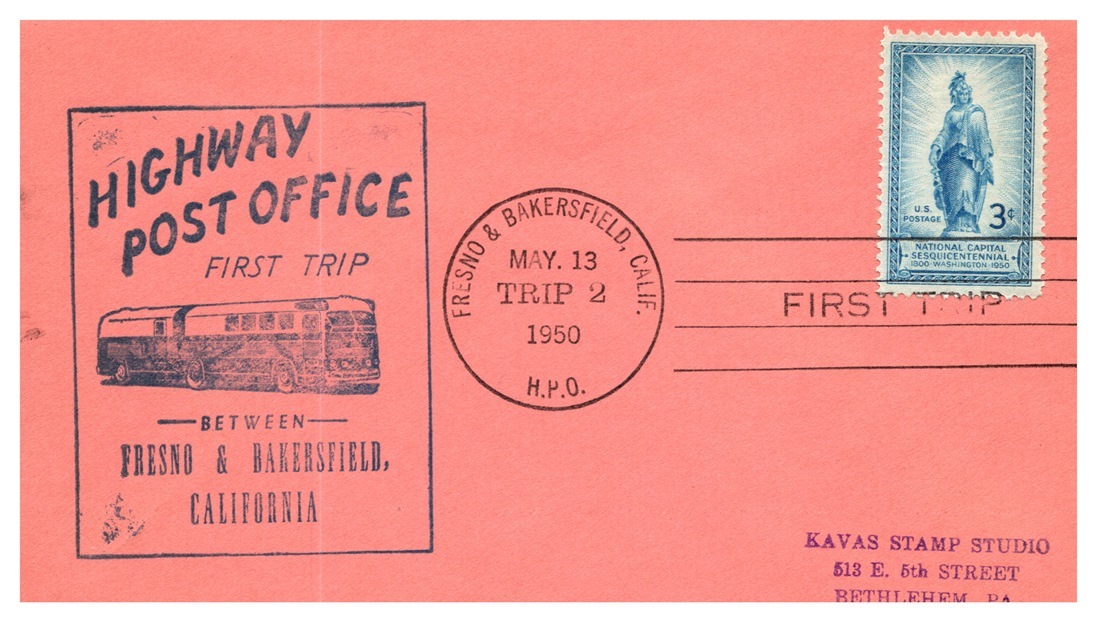 HIGHWAY
POST OFFICE
FIRST TRIP
BETWEEN
FRESNO & BAKERSFIELD,
CALIFORNIA
FRESNO & BAKERSFIELD, CALIF.
MAY. 13
TRIP 2
1950
H.P.O.
U.S.
POSTAGE
3¢
NATIONAL CAPITAL
SESQUICENTENNIAL
1800·WASHINGTON·1950
FIRST TRIP
KAVAS STAMP STUDIO
513 E. 5th STREET
BETHLEHEM, PA.